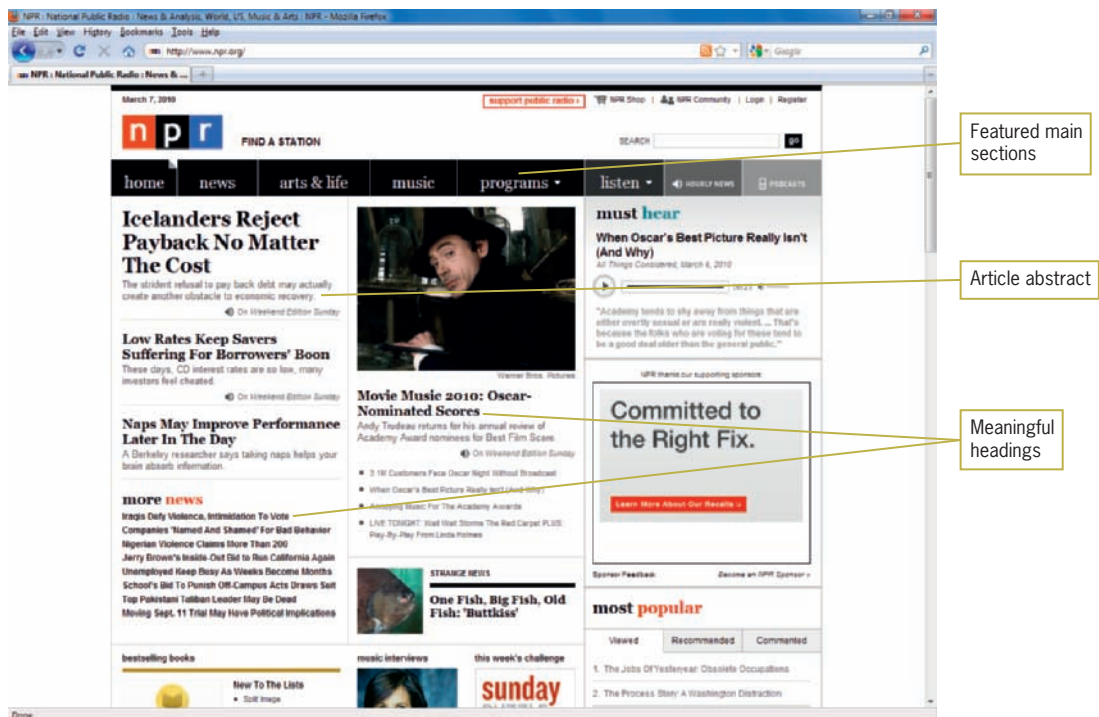 NPR : National Public Radio : News & Analysis, World, US, Music & Arts : NPR - Mozilla Firefox
File Edit View History Bookmarks Tools Help
http://www.npr.org/
Google
NPR : National Public Radio : News & ...
March 7, 2010
support public radio ›
NPR Shop | NPR Community | Login | Register
npr
FIND A STATION
SEARCH
go
home news arts & life music programs listen HOURLY NEWS PODCASTS
Icelanders Reject
Payback No Matter
The Cost
The strident refusal to pay back debt may actually
create another obstacle to economic recovery.
On Weekend Edition Sunday
Low Rates Keep Savers
Suffering For Borrowers' Boon
These days, CD interest rates are so low, many
investors feel cheated.
On Weekend Edition Sunday
Naps May Improve Performance
Later In The Day
A Berkeley researcher says taking naps helps your
brain absorb information.
more news
Iraqis Defy Violence, Intimidation To Vote
Companies 'Named And Shamed' For Bad Behavior
Nigerian Violence Claims More Than 200
Jerry Brown's Inside-Out Bid to Run California Again
Unemployed Keep Busy As Weeks Become Months
School's Bid To Punish Off-Campus Acts Draws Suit
Top Pakistani Taliban Leader May Be Dead
Moving Sept. 11 Trial May Have Political Implications
Warner Bros. Pictures
Movie Music 2010: Oscar-
Nominated Scores
Andy Trudeau returns for his annual review of
Academy Award nominees for Best Film Score.
On Weekend Edition Sunday
3.1M Customers Face Oscar Night Without Broadcast
When Oscar's Best Picture Really Isn't (And Why)
Annoying Music For The Academy Awards
LIVE TONIGHT: Wait Wait Storms The Red Carpet PLUS:
Play-By-Play From Linda Holmes
STRANGE NEWS
One Fish, Big Fish, Old
Fish: 'Buttkiss'
must hear
When Oscar's Best Picture Really Isn't
(And Why)
All Things Considered, March 6, 2010
"Academy tends to shy away from things that are
either overtly sexual or are really violent. ... That's
because the folks who are voting for these tend to
be a good deal older than the general public."
NPR thanks our supporting sponsors:
Committed to
the Right Fix.
Learn More About Our Recalls
Sponsor Feedback
Become an NPR Sponsor
most popular
Viewed Recommended Commented
1. The Jobs Of Yesteryear: Obsolete Occupations
2. The Process Story: A Washington Distraction
bestselling books
New To The Lists
Split Image
music interviews
this week's challenge
sunday
Done
Featured main
sections
Article abstract
Meaningful
headings